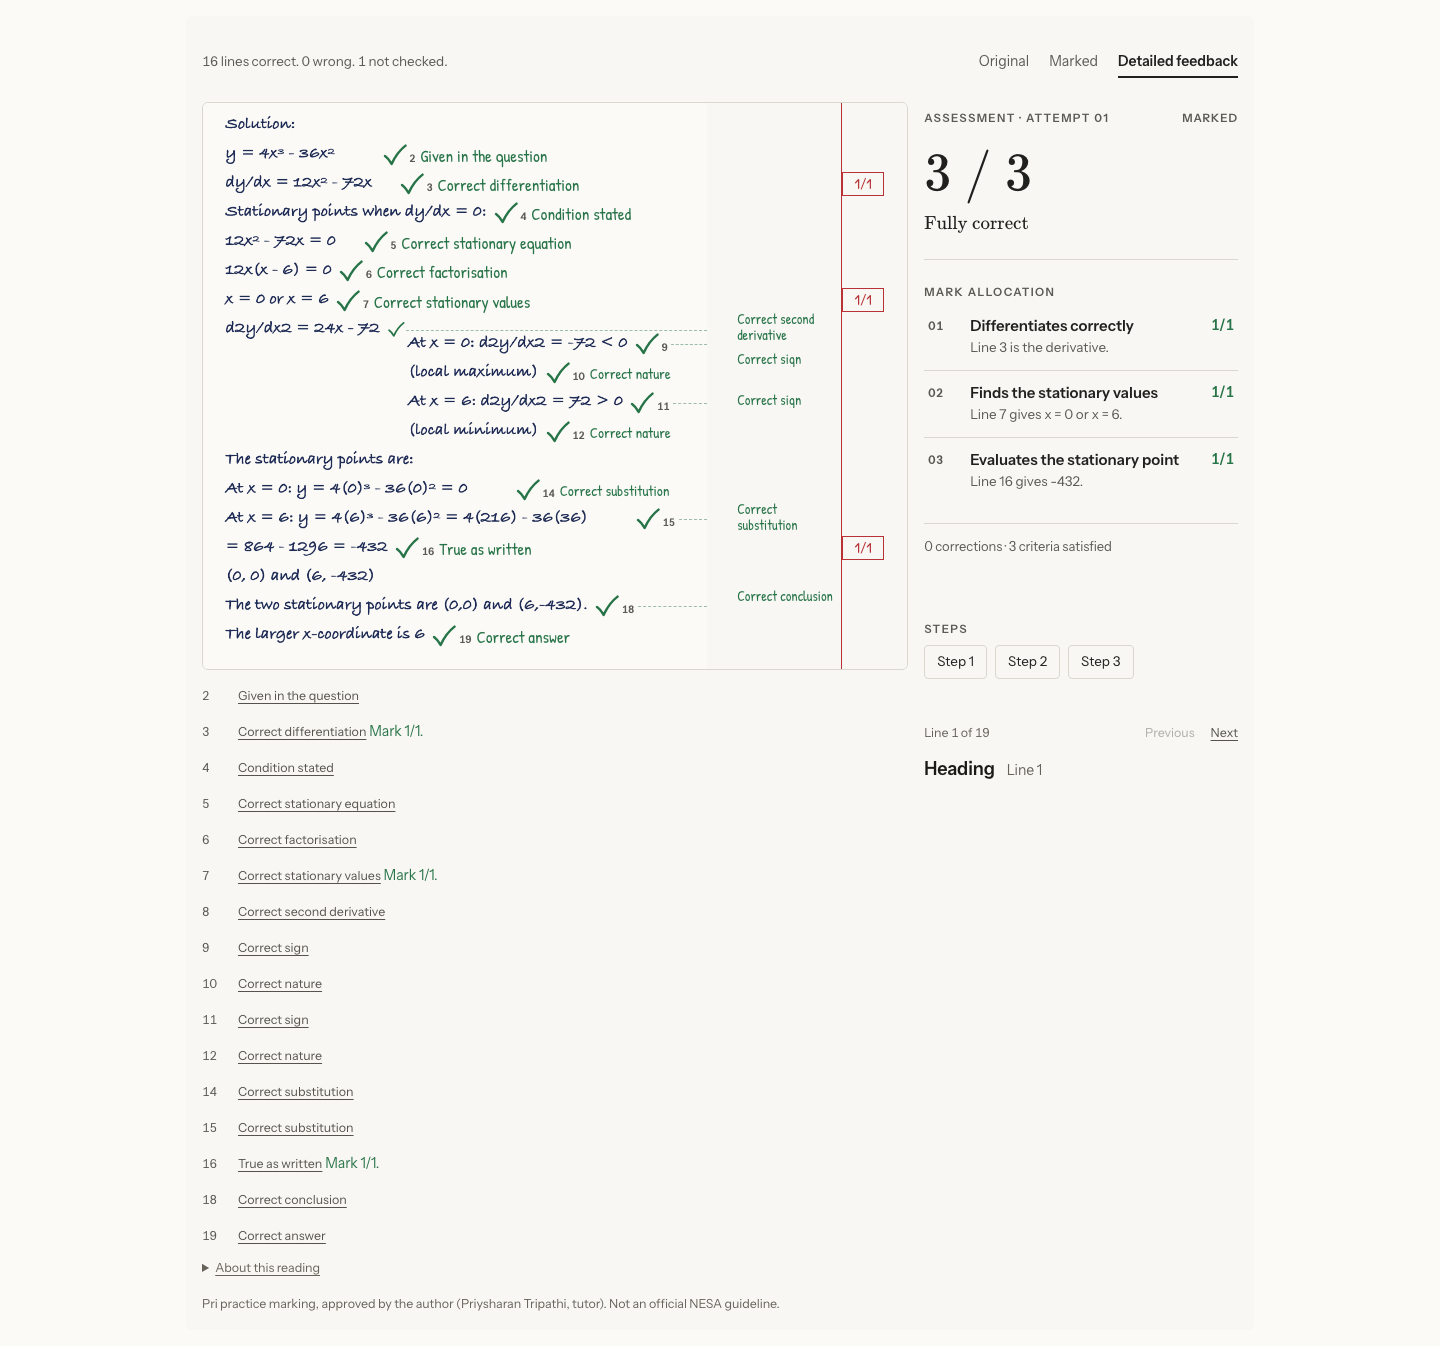 16 lines correct. 0 wrong. 1 not checked.
Original Marked Detailed feedback
Solution:
y = 4x³ - 36x² 2 Given in the question
dy/dx = 12x² - 72x 3 Correct differentiation 1/1
Stationary points when dy/dx = 0: 4 Condition stated
12x² - 72x = 0 5 Correct stationary equation
12x(x - 6) = 0 6 Correct factorisation
x = 0 or x = 6 7 Correct stationary values 1/1
d2y/dx2 = 24x - 72 Correct second
derivative
At x = 0: d2y/dx2 = -72 < 0 9 Correct sign
(local maximum) 10 Correct nature
At x = 6: d2y/dx2 = 72 > 0 11 Correct sign
(local minimum) 12 Correct nature
The stationary points are:
At x = 0: y = 4(0)³ - 36(0)² = 0 14 Correct substitution
At x = 6: y = 4(6)³ - 36(6)² = 4(216) - 36(36) 15 Correct
substitution
= 864 - 1296 = -432 16 True as written 1/1
(0, 0) and (6, -432)
The two stationary points are (0,0) and (6,-432). 18 Correct conclusion
The larger x-coordinate is 6 19 Correct answer
2 Given in the question
3 Correct differentiation Mark 1/1.
4 Condition stated
5 Correct stationary equation
6 Correct factorisation
7 Correct stationary values Mark 1/1.
8 Correct second derivative
9 Correct sign
10 Correct nature
11 Correct sign
12 Correct nature
14 Correct substitution
15 Correct substitution
16 True as written Mark 1/1.
18 Correct conclusion
19 Correct answer
About this reading
Pri practice marking, approved by the author (Priysharan Tripathi, tutor). Not an official NESA guideline.
ASSESSMENT · ATTEMPT 01 MARKED
3 / 3
Fully correct
MARK ALLOCATION
01 Differentiates correctly 1/1
Line 3 is the derivative.
02 Finds the stationary values 1/1
Line 7 gives x = 0 or x = 6.
03 Evaluates the stationary point 1/1
Line 16 gives -432.
0 corrections · 3 criteria satisfied
STEPS
Step 1 Step 2 Step 3
Line 1 of 19 Previous Next
Heading Line 1